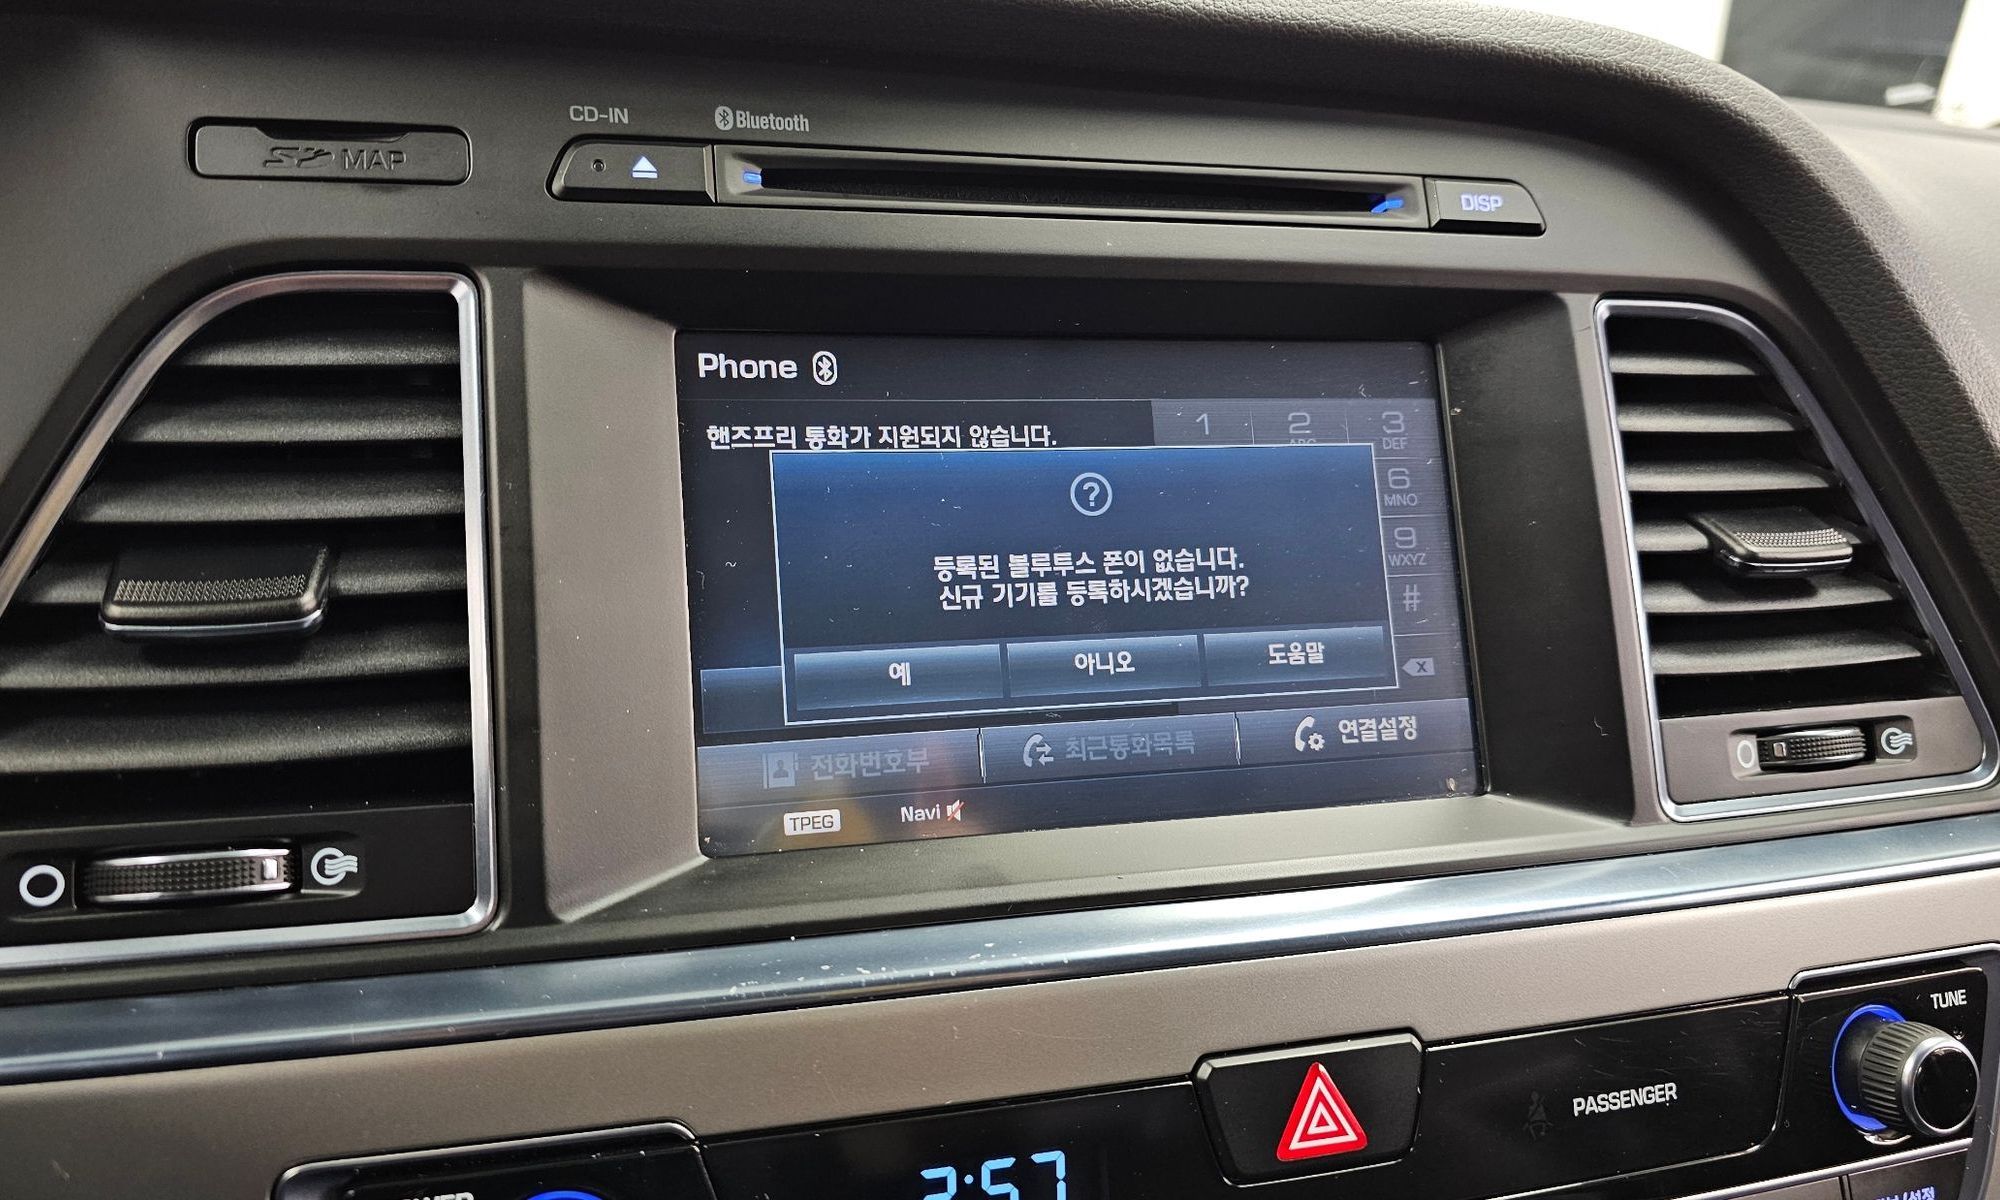 CD-IN
Bluetooth
MAP
DISP
Phone
핸즈프리 통화가 지원되지 않습니다.
1
2
3
ABC
DEF
6
MNO
9
WXYZ
#
?
등록된 블루투스 폰이 없습니다.
신규 기기를 등록하시겠습니까?
예
아니오
도움말
X
전화번호부
최근통화목록
연결설정
TPEG
Navi
TUNE
PASSENGER
2:57